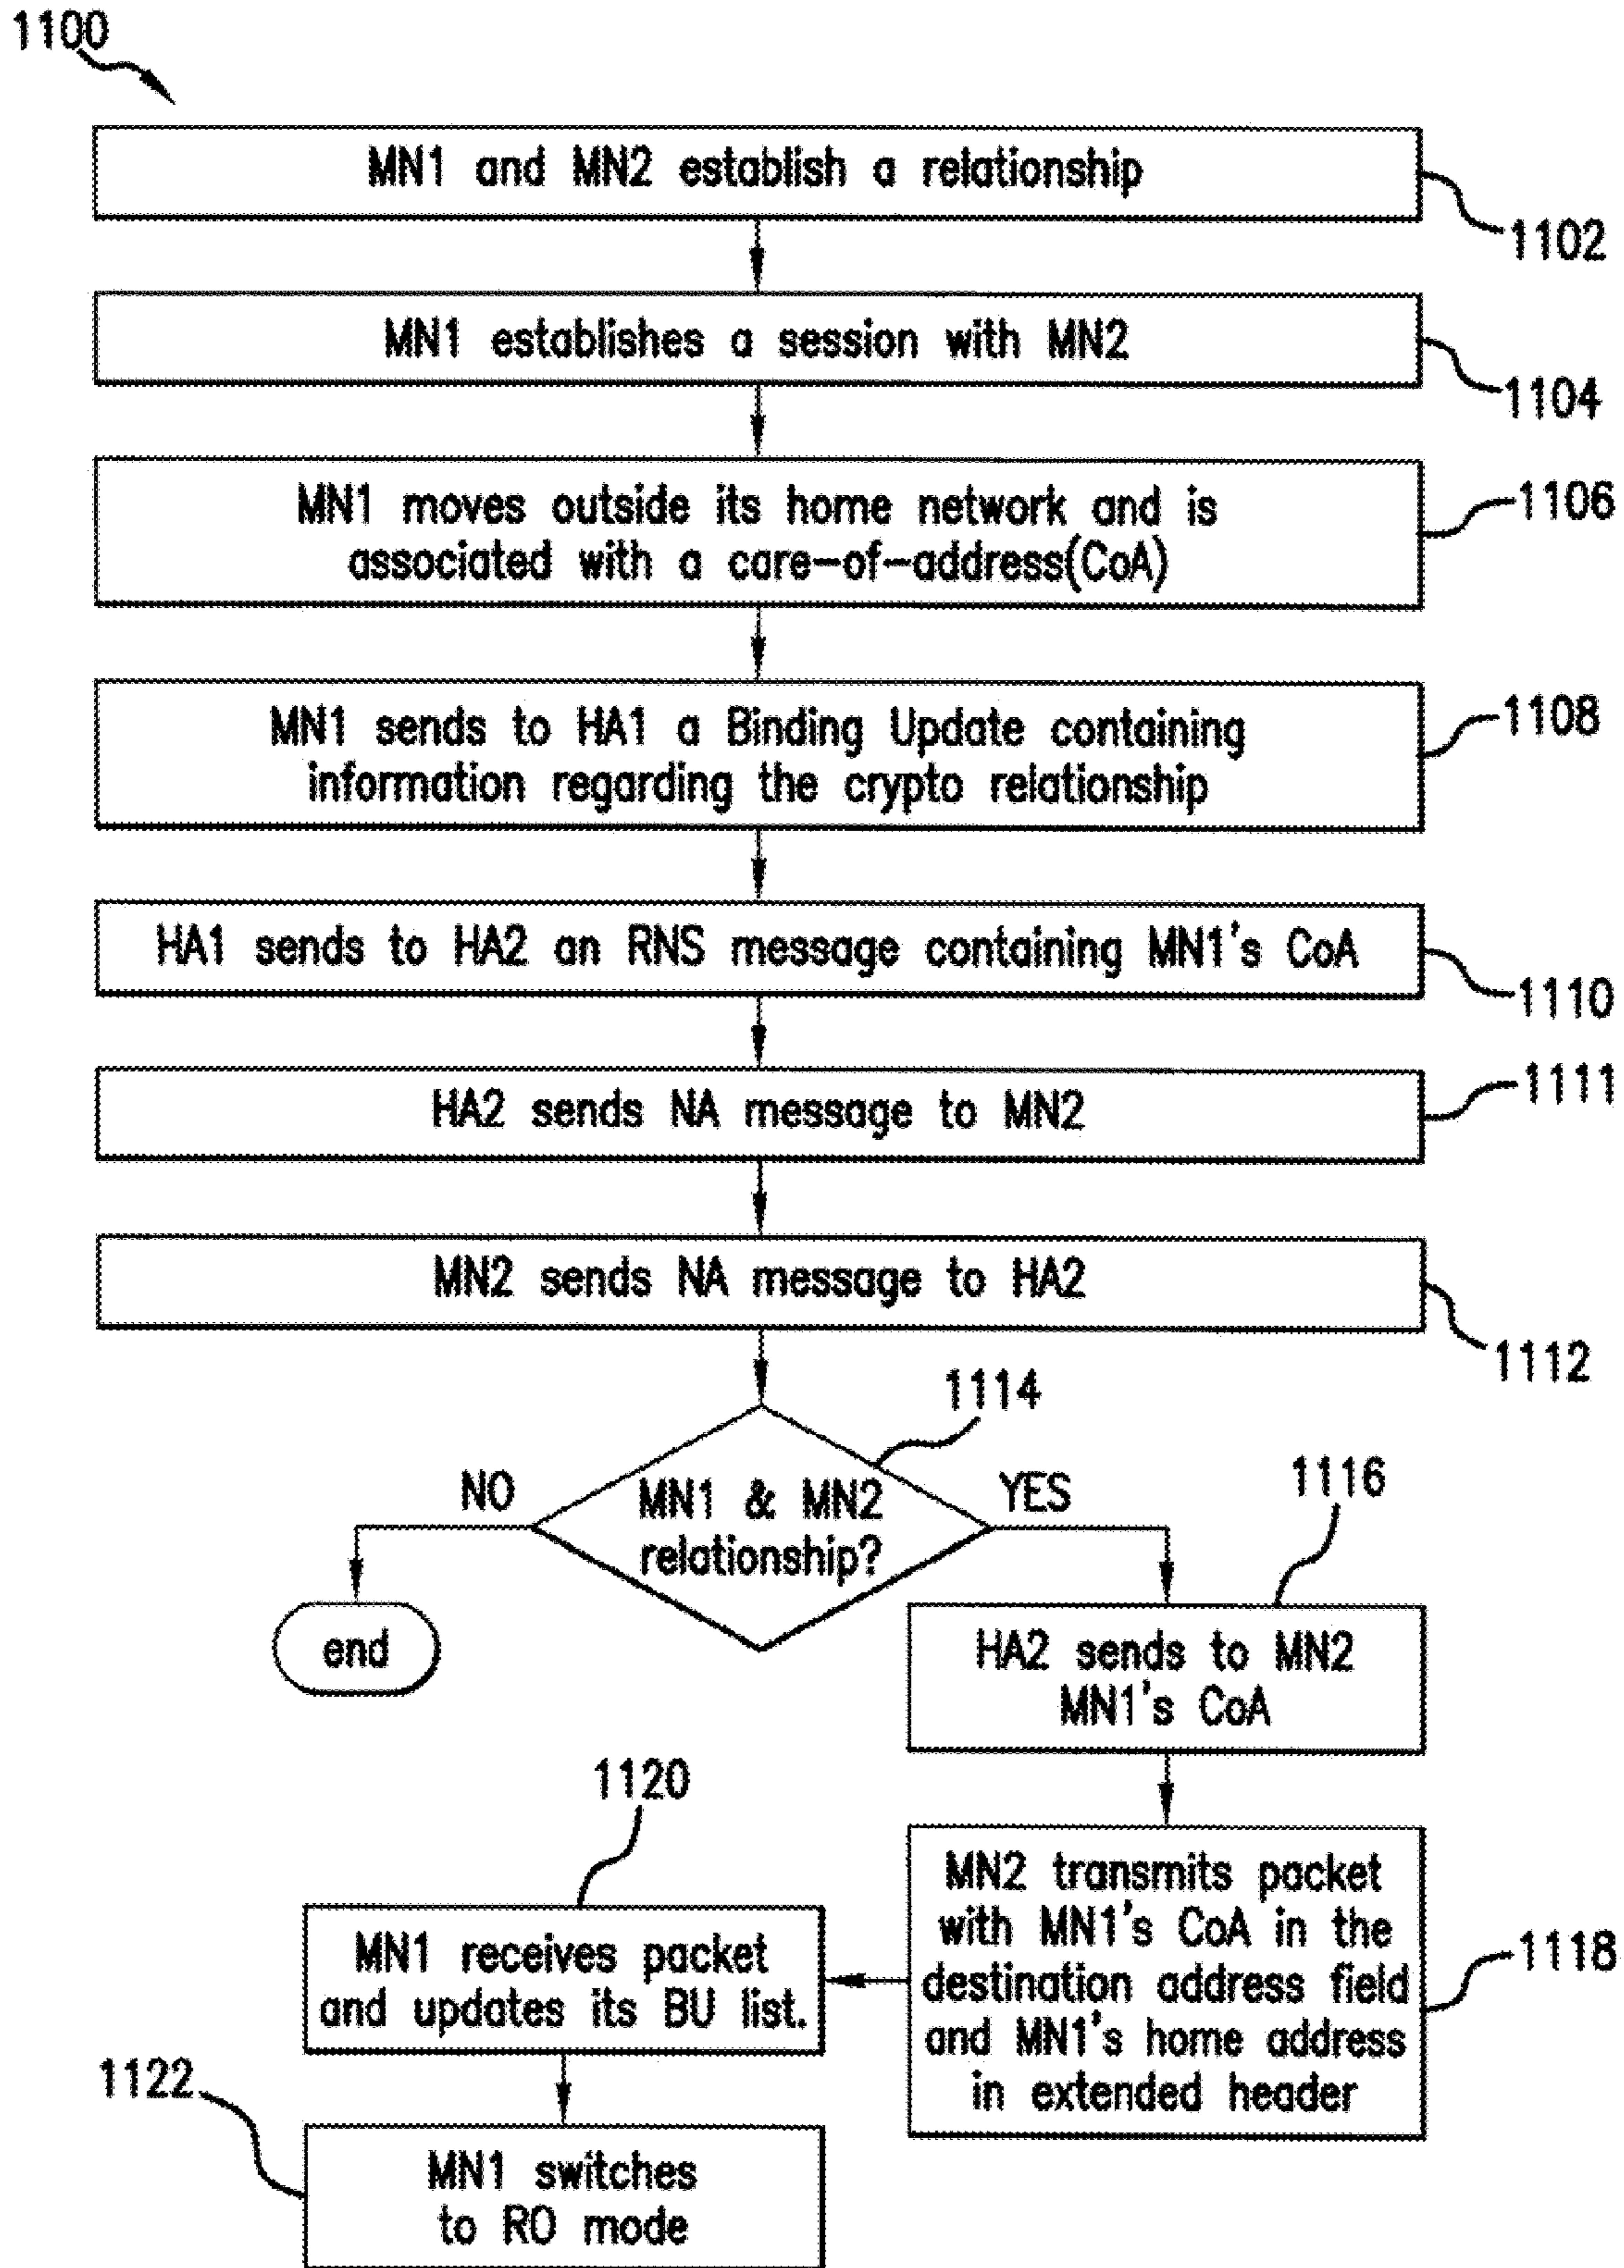 1100
MN1 and MN2 establish a relationship
1102
MN1 establishes a session with MN2
1104
MN1 moves outside its home network and is
associated with a care-of-address(CoA)
1106
MN1 sends to HA1 a Binding Update containing
information regarding the crypto relationship
1108
HA1 sends to HA2 an RNS message containing MN1's CoA
1110
HA2 sends NA message to MN2
1111
MN2 sends NA message to HA2
1112
1114
NO
MN1 & MN2
relationship?
YES
1116
end
HA2 sends to MN2
MN1's CoA
1120
MN2 transmits packet
with MN1's CoA in the
destination address field
and MN1's home address
in extended header
1118
MN1 receives packet
and updates its BU list.
1122
MN1 switches
to RO mode